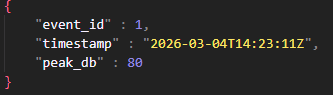 {
    "event_id" : 1,
    "timestamp" : "2026-03-04T14:23:11Z",
    "peak_db" : 80
}